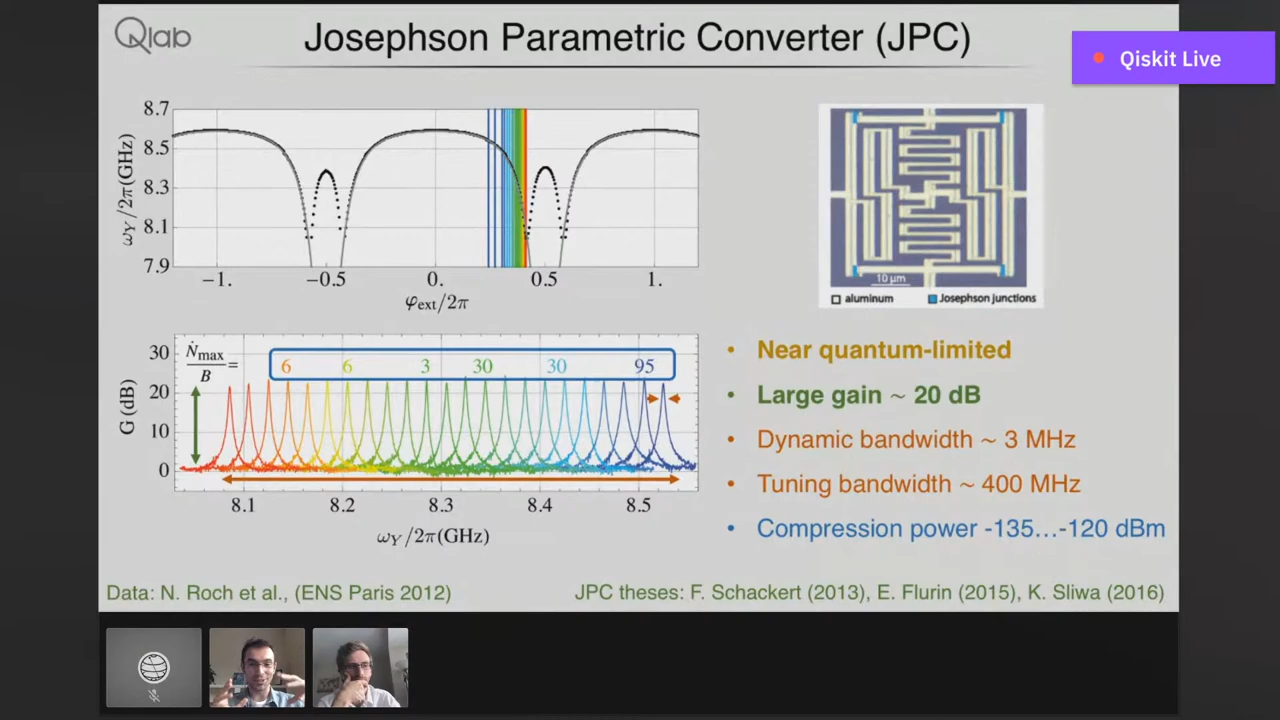 Qlab
Josephson Parametric Converter (JPC)
Qiskit Live
8.7
8.5
8.3
8.1
7.9
ω_Y/2π(GHz)
−1. −0.5 0. 0.5 1.
φ_ext/2π
10 μm
aluminum Josephson junctions
30
20
10
0
G (dB)
Ṅ_max/B =
6 6 3 30 30 95
8.1 8.2 8.3 8.4 8.5
ω_Y/2π(GHz)
• Near quantum-limited
• Large gain ~ 20 dB
• Dynamic bandwidth ~ 3 MHz
• Tuning bandwidth ~ 400 MHz
• Compression power -135…-120 dBm
Data: N. Roch et al., (ENS Paris 2012)
JPC theses: F. Schackert (2013), E. Flurin (2015), K. Sliwa (2016)